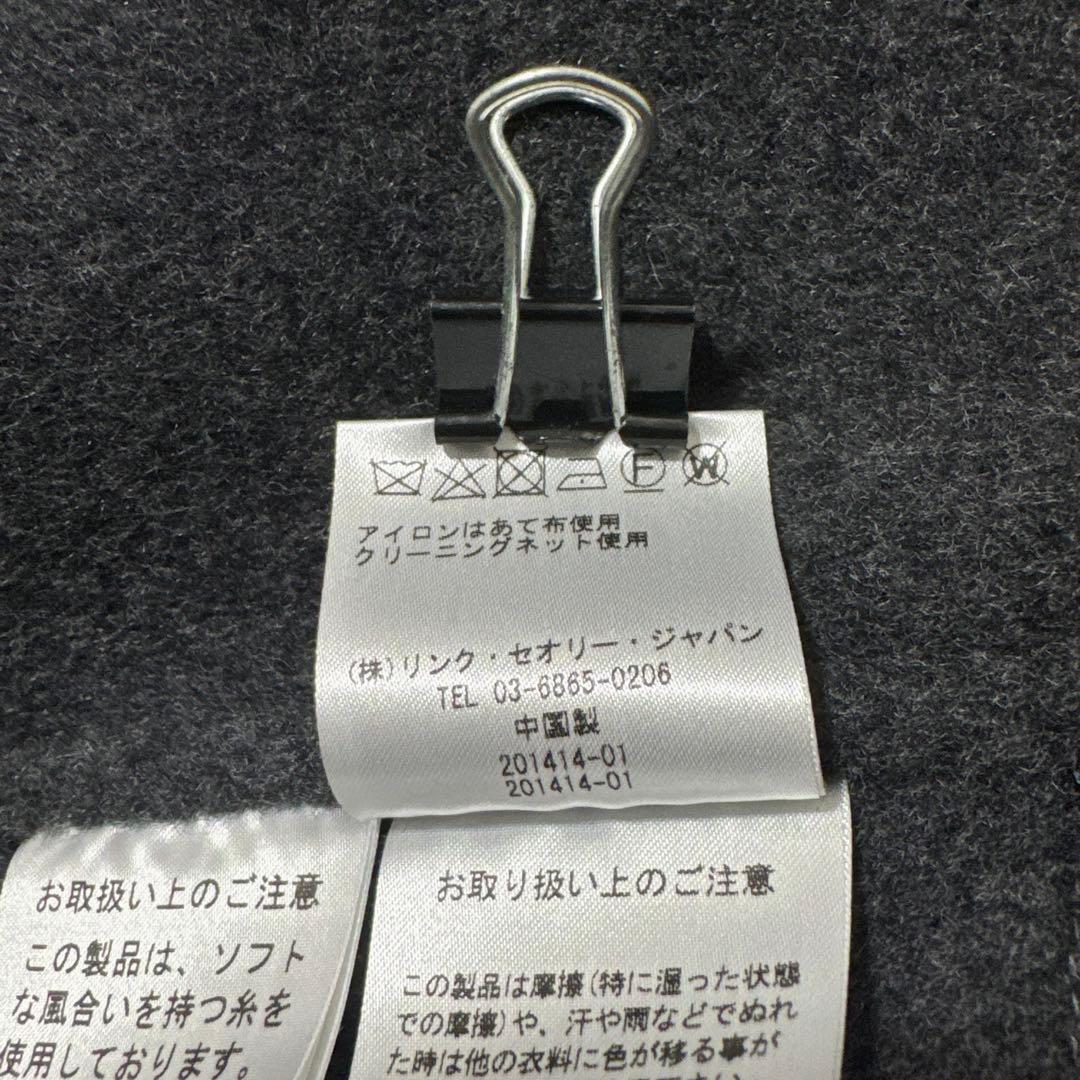 F W
アイロンはあて布使用
クリーニングネット使用
(株)リンク・セオリー・ジャパン
TEL 03-6865-0206
中国製
201414-01
201414-01
お取扱い上のご注意
この製品は、ソフト
な風合いを持つ糸を
使用しております。
お取り扱い上のご注意
この製品は摩擦(特に湿った状態
での摩擦)や、汗や雨などでぬれ
た時は他の衣料に色が移る事が